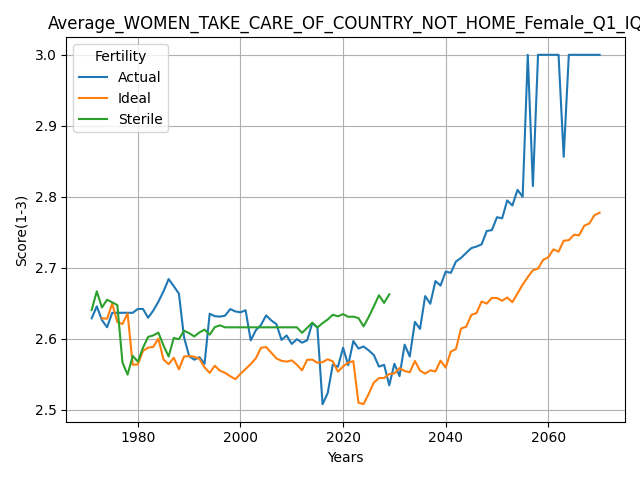 Average_WOMEN_TAKE_CARE_OF_COUNTRY_NOT_HOME_Female_Q1_IQ
Fertility
Actual
Ideal
Sterile
Score(1-3)
3.0
2.9
2.8
2.7
2.6
2.5
1980 2000 2020 2040 2060
Years